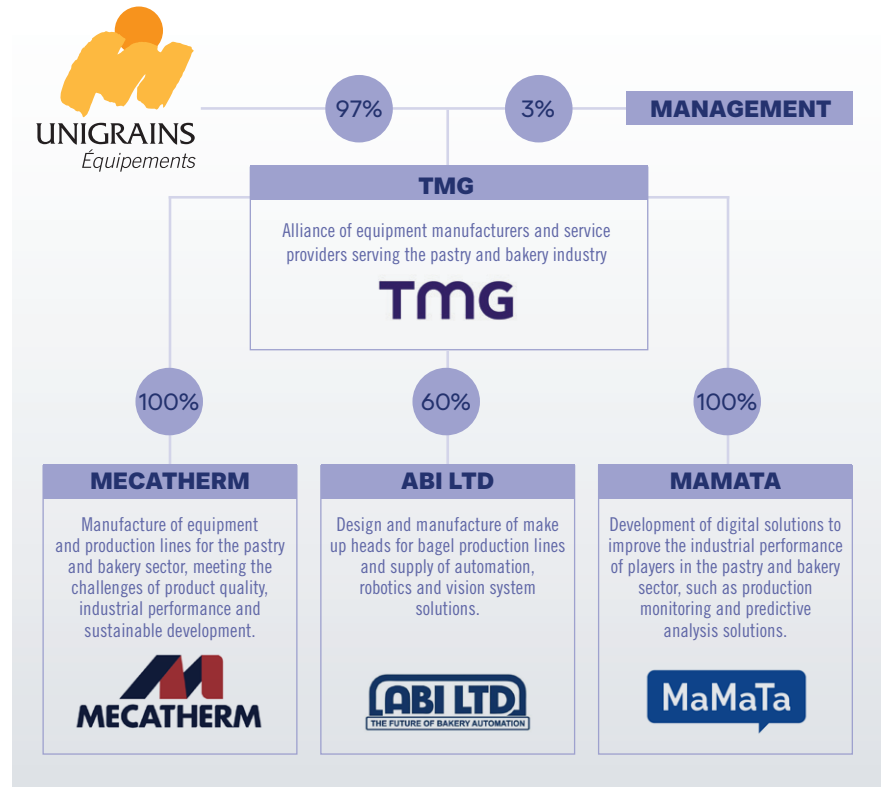 UNIGRAINS
Équipements
97%
3%
MANAGEMENT
TMG
Alliance of equipment manufacturers and service
providers serving the pastry and bakery industry
TMG
100%
60%
100%
MECATHERM
Manufacture of equipment
and production lines for the pastry
and bakery sector, meeting the
challenges of product quality,
industrial performance and
sustainable development.
MECATHERM
ABI LTD
Design and manufacture of make
up heads for bagel production lines
and supply of automation,
robotics and vision system
solutions.
ABI LTD
THE FUTURE OF BAKERY AUTOMATION
MAMATA
Development of digital solutions to
improve the industrial performance
of players in the pastry and bakery
sector, such as production
monitoring and predictive
analysis solutions.
MaMaTa